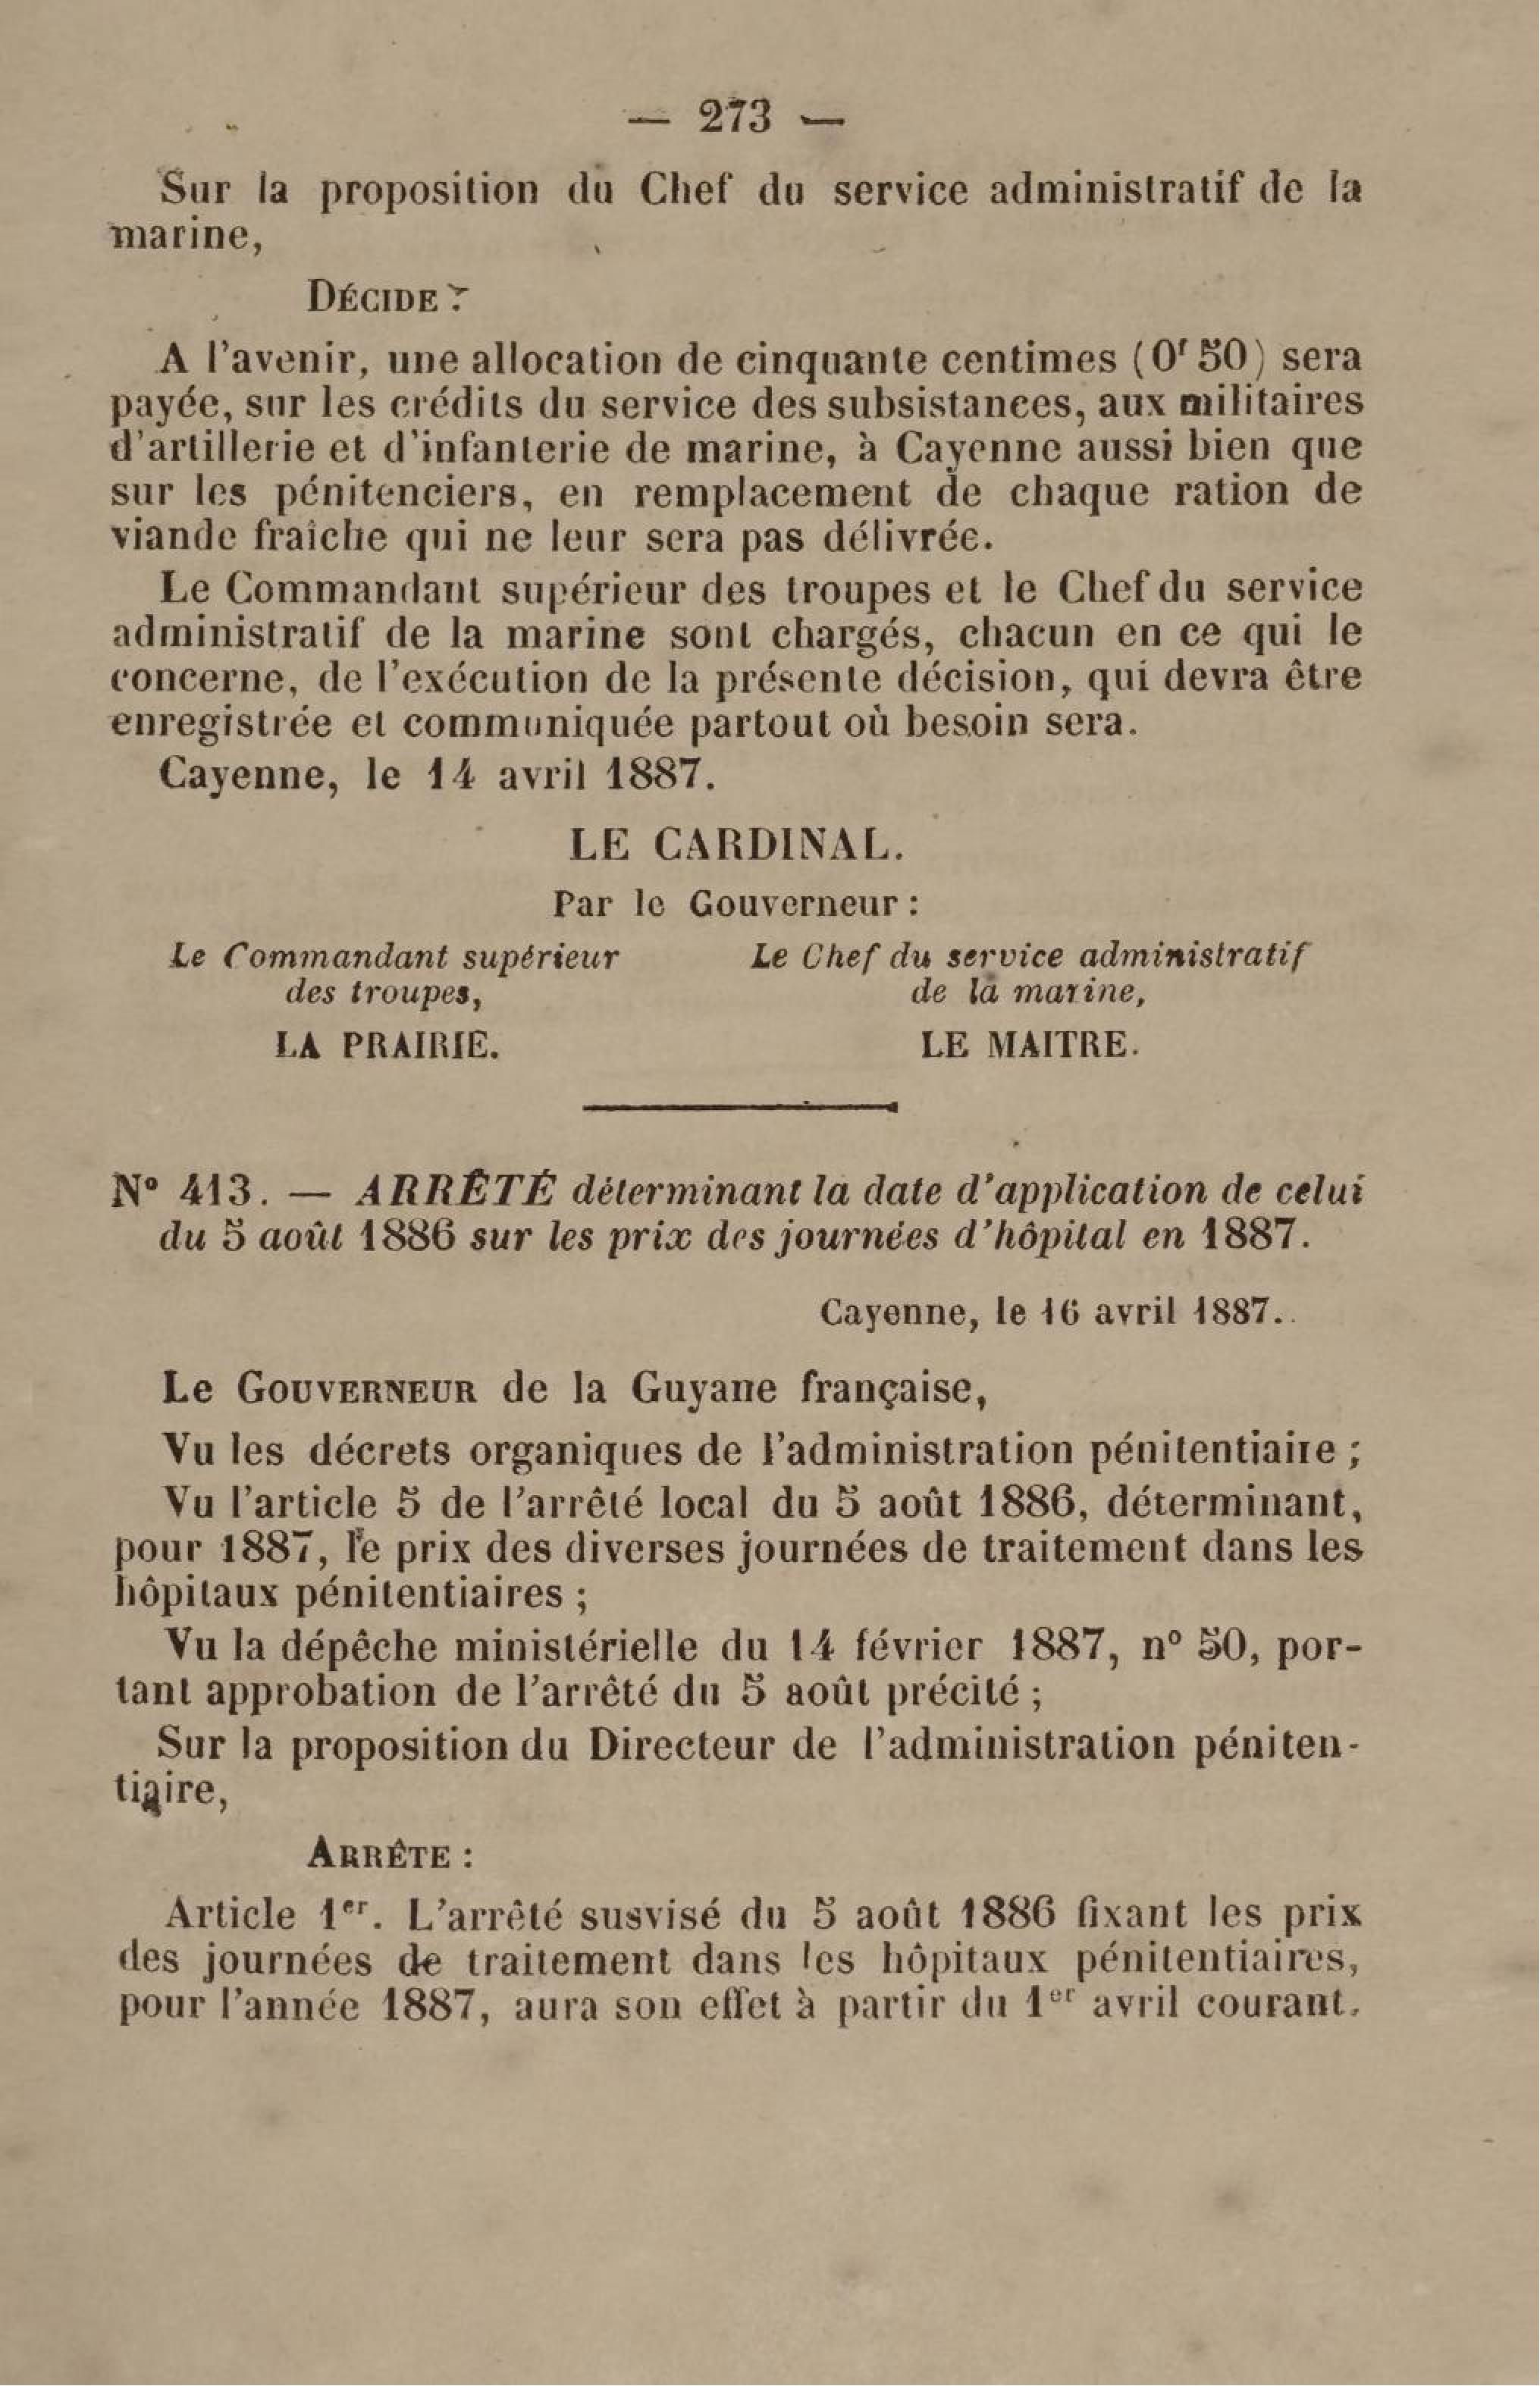 — 273 —
Sur la proposition du Chef du service administratif de la
marine,
DÉCIDE :
A l'avenir, une allocation de cinquante centimes (0f 50) sera
payée, sur les crédits du service des subsistances, aux militaires
d'artillerie et d'infanterie de marine, à Cayenne aussi bien que
sur les pénitenciers, en remplacement de chaque ration de
viande fraîche qui ne leur sera pas délivrée.
Le Commandant supérieur des troupes et le Chef du service
administratif de la marine sont chargés, chacun en ce qui le
concerne, de l'exécution de la présente décision, qui devra être
enregistrée et communiquée partout où besoin sera.
Cayenne, le 14 avril 1887.
LE CARDINAL.
Par le Gouverneur :
Le Commandant supérieur
des troupes,
LA PRAIRIE.
Le Chef du service administratif
de la marine,
LE MAITRE.
N° 413. — ARRÊTÉ déterminant la date d'application de celui
du 5 août 1886 sur les prix des journées d'hôpital en 1887.
Cayenne, le 16 avril 1887.
LE GOUVERNEUR de la Guyane française,
Vu les décrets organiques de l'administration pénitentiaire ;
Vu l'article 5 de l'arrêté local du 5 août 1886, déterminant,
pour 1887, le prix des diverses journées de traitement dans les
hôpitaux pénitentiaires ;
Vu la dépêche ministérielle du 14 février 1887, n° 50, por-
tant approbation de l'arrêté du 5 août précité ;
Sur la proposition du Directeur de l'administration péniten-
tiaire,
ARRÊTE :
Article 1er. L'arrêté susvisé du 5 août 1886 fixant les prix
des journées de traitement dans les hôpitaux pénitentiaires,
pour l'année 1887, aura son effet à partir du 1er avril courant.